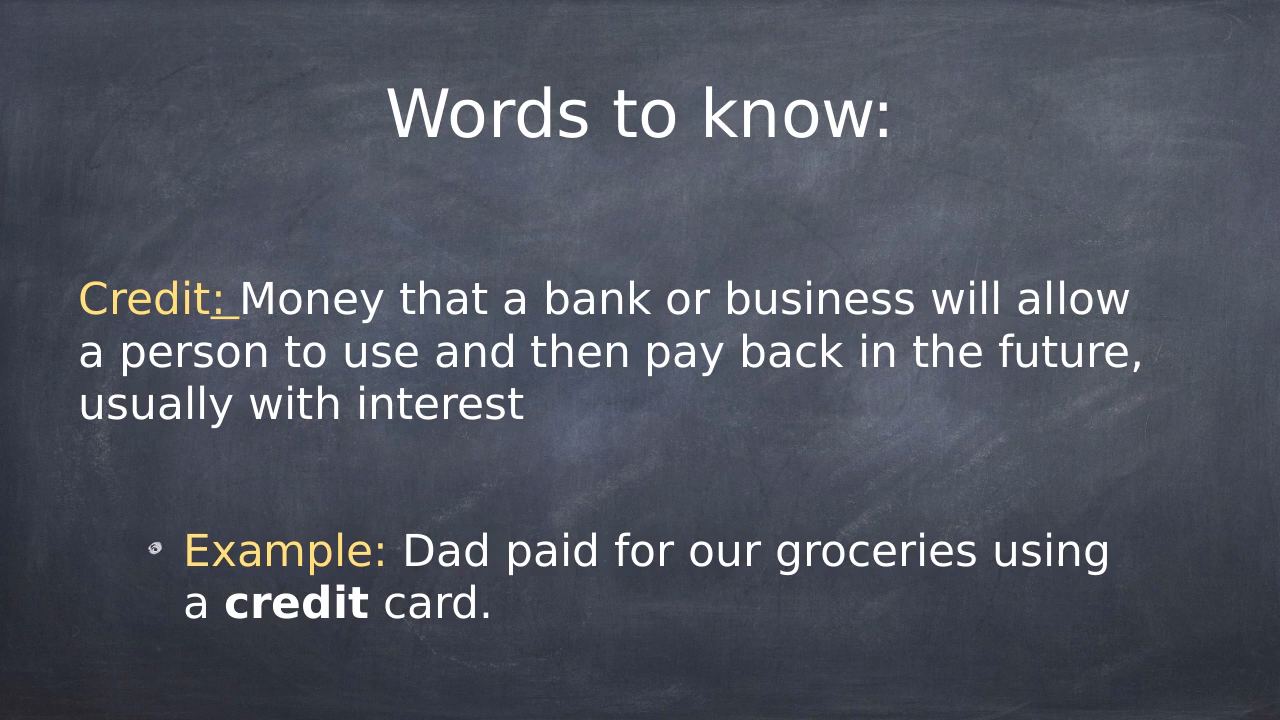 Words to know:
Credit: Money that a bank or business will allow
a person to use and then pay back in the future,
usually with interest
Example: Dad paid for our groceries using
a credit card.